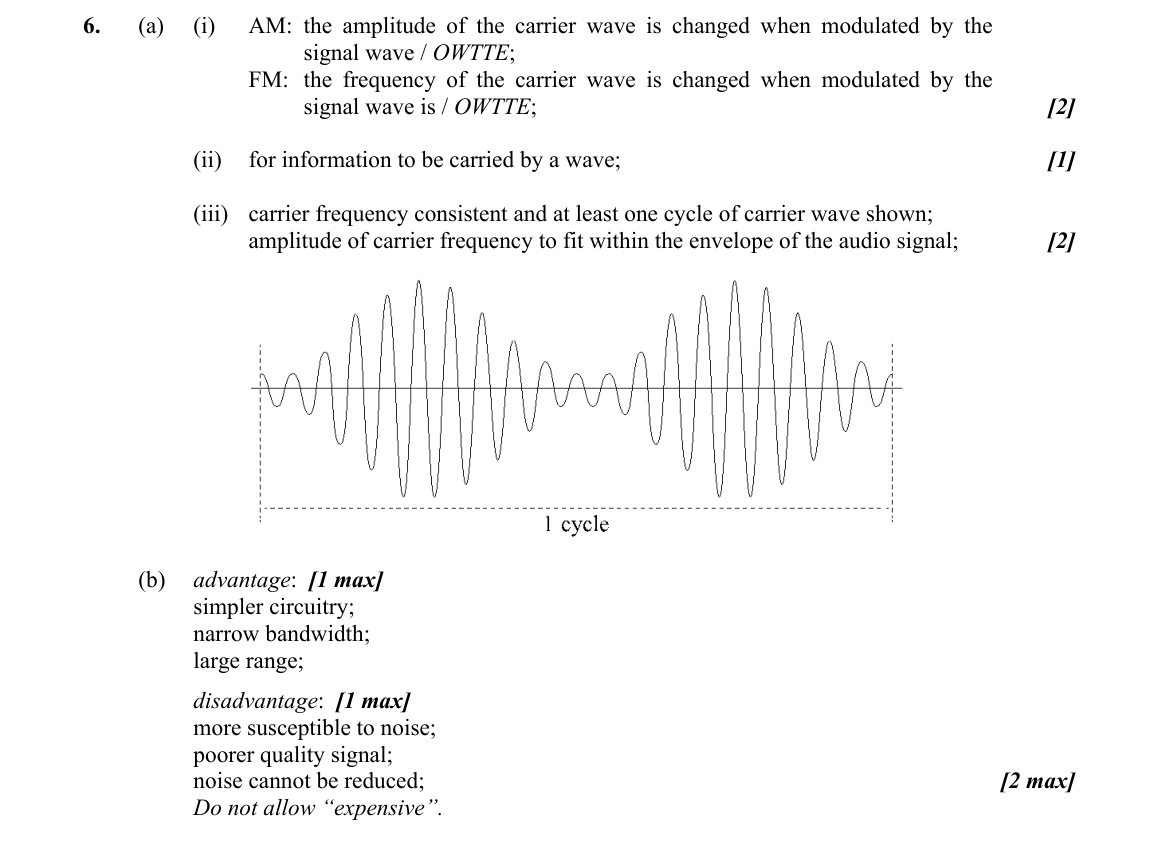 6. (a) (i) AM: the amplitude of the carrier wave is changed when modulated by the
signal wave / OWTTE;
FM: the frequency of the carrier wave is changed when modulated by the
signal wave is / OWTTE; [2]
(ii) for information to be carried by a wave; [1]
(iii) carrier frequency consistent and at least one cycle of carrier wave shown;
amplitude of carrier frequency to fit within the envelope of the audio signal; [2]
1 cycle
(b) advantage: [1 max]
simpler circuitry;
narrow bandwidth;
large range;
disadvantage: [1 max]
more susceptible to noise;
poorer quality signal;
noise cannot be reduced; [2 max]
Do not allow “expensive”.